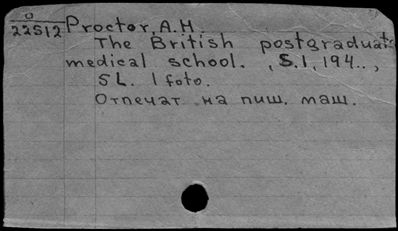 O
22512 Proctor, A.H.
The British postgraduate
medical school. , S.l, 194.. ,
5 L. 1 foto.
Отпечат. на пиш. маш.